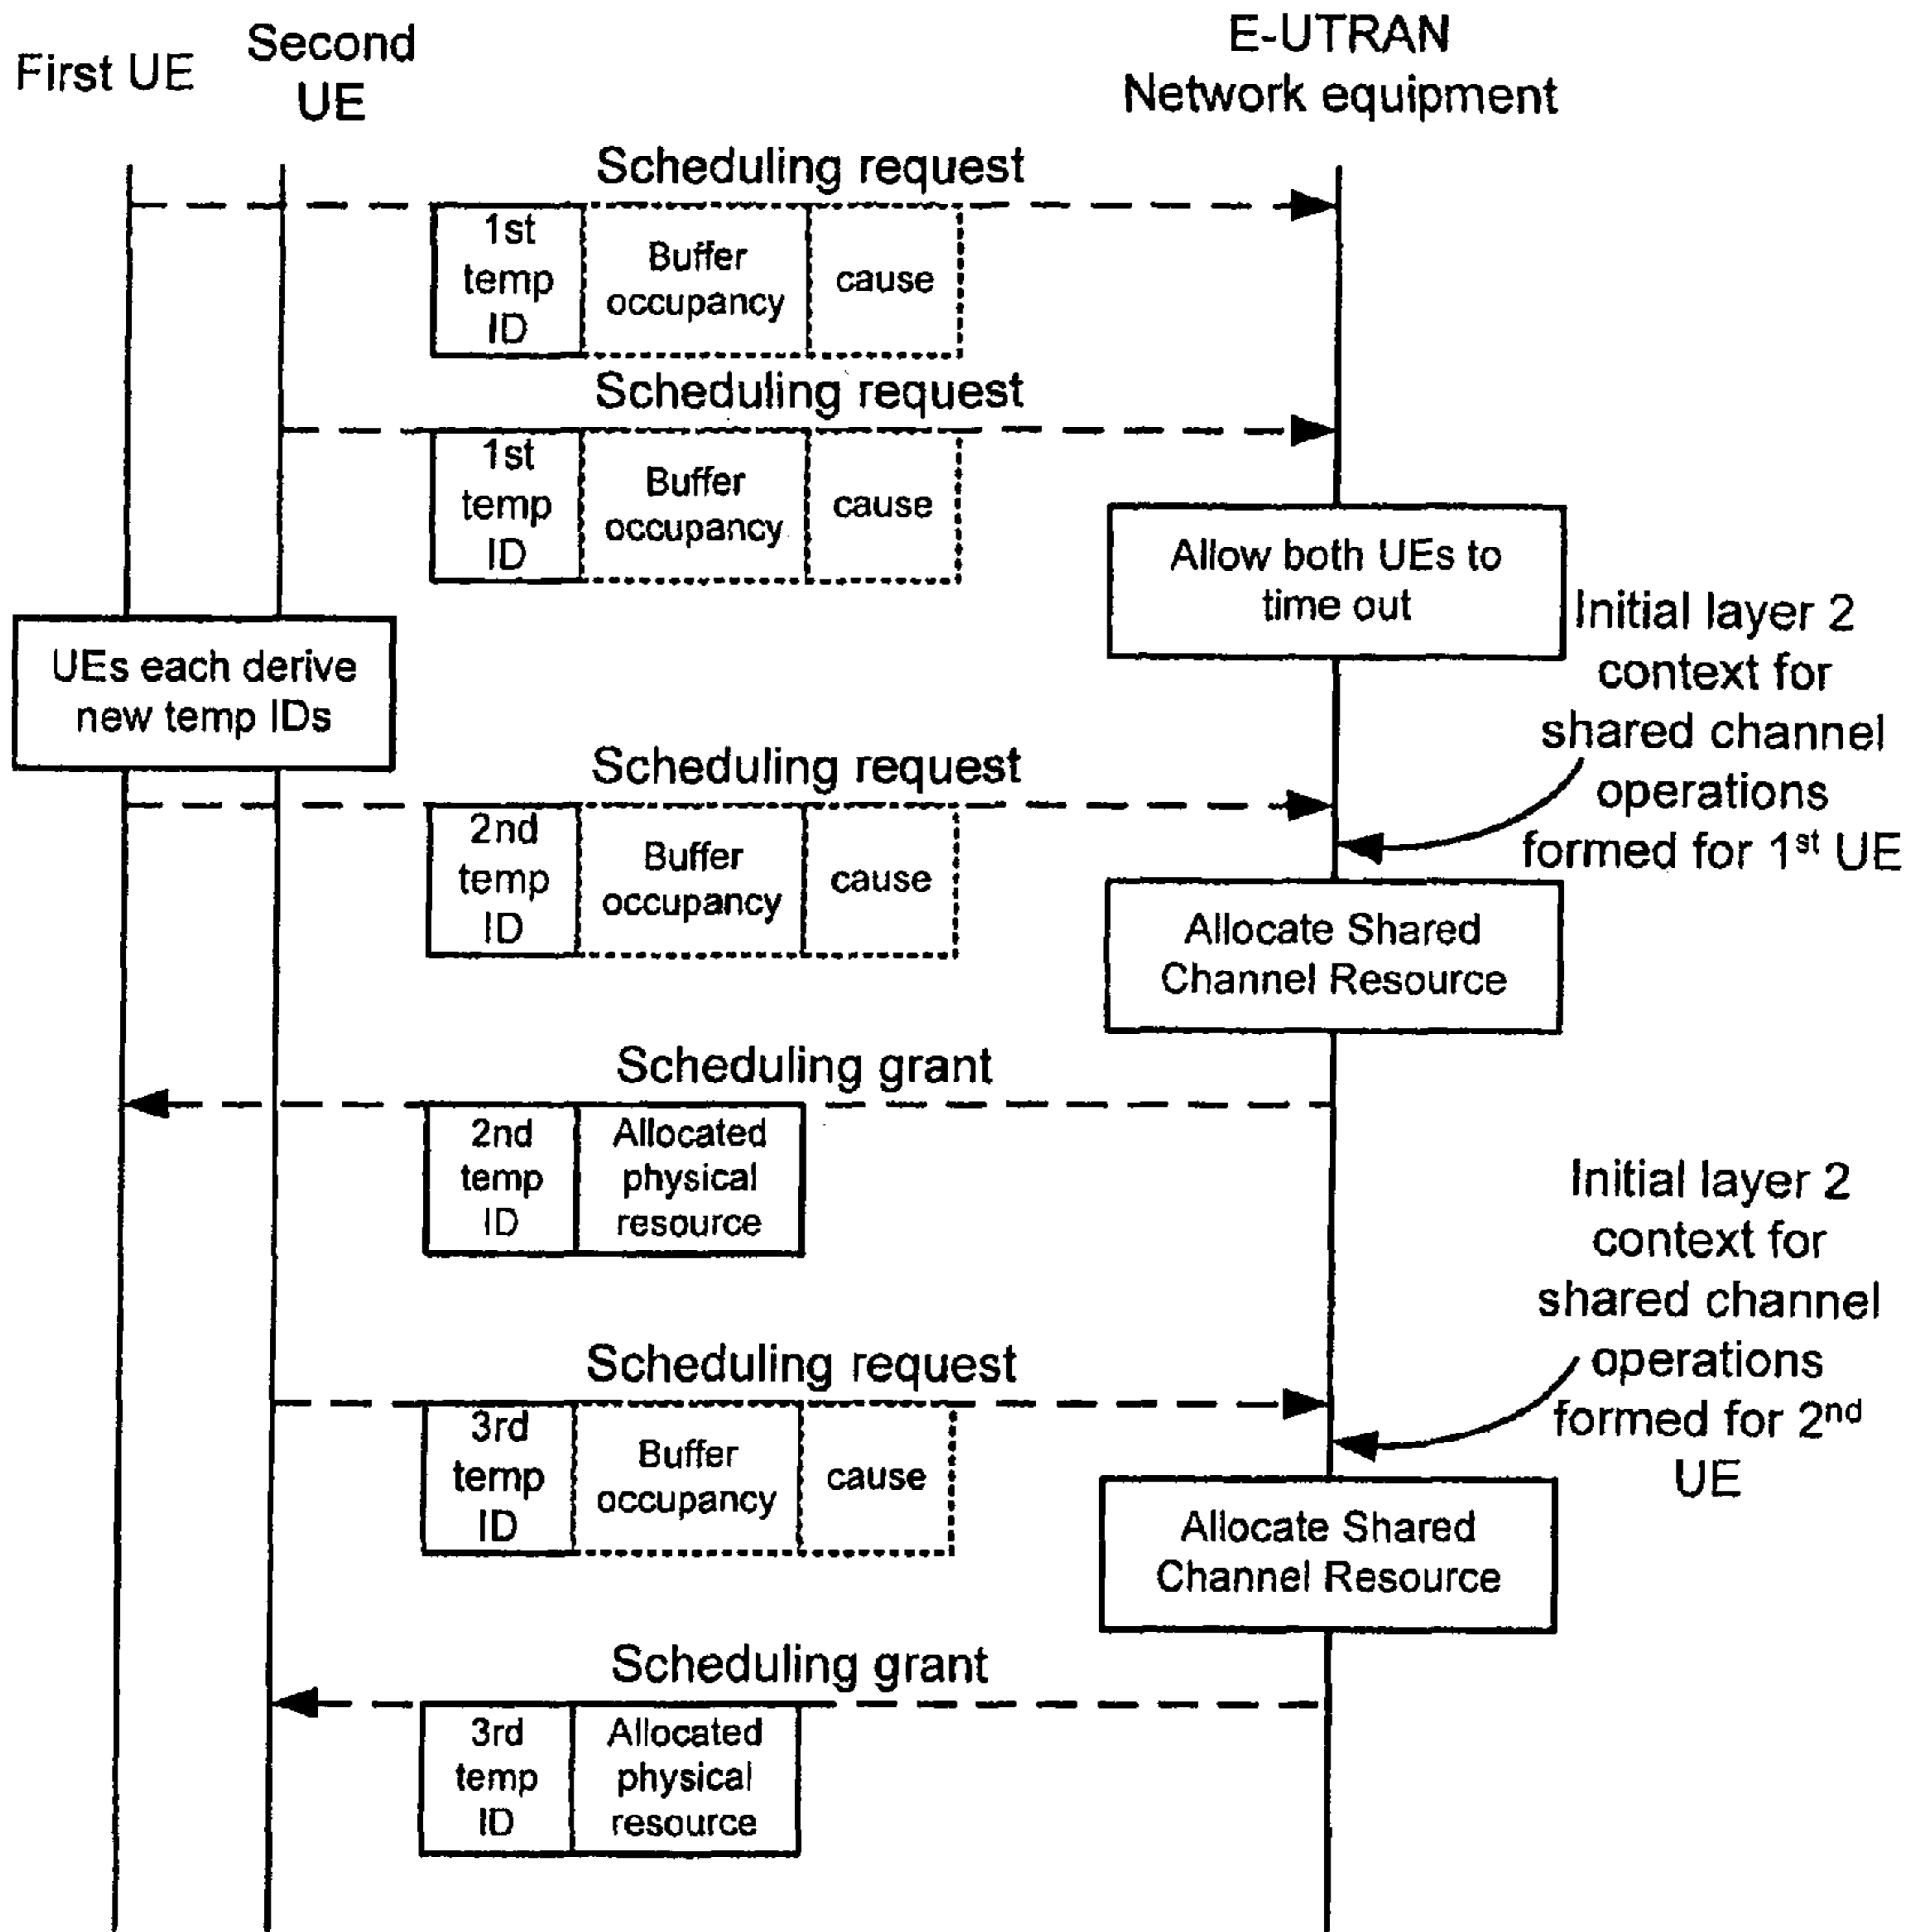 First UE
Second
UE
E-UTRAN
Network equipment
Scheduling request
1st
temp
ID
Buffer
occupancy
cause
Scheduling request
1st
temp
ID
Buffer
occupancy
cause
Allow both UEs to
time out
UEs each derive
new temp IDs
Initial layer 2
context for
shared channel
operations
formed for 1st UE
Scheduling request
2nd
temp
ID
Buffer
occupancy
cause
Allocate Shared
Channel Resource
Scheduling grant
2nd
temp
ID
Allocated
physical
resource
Initial layer 2
context for
shared channel
operations
formed for 2nd
UE
Scheduling request
3rd
temp
ID
Buffer
occupancy
cause
Allocate Shared
Channel Resource
Scheduling grant
3rd
temp
ID
Allocated
physical
resource